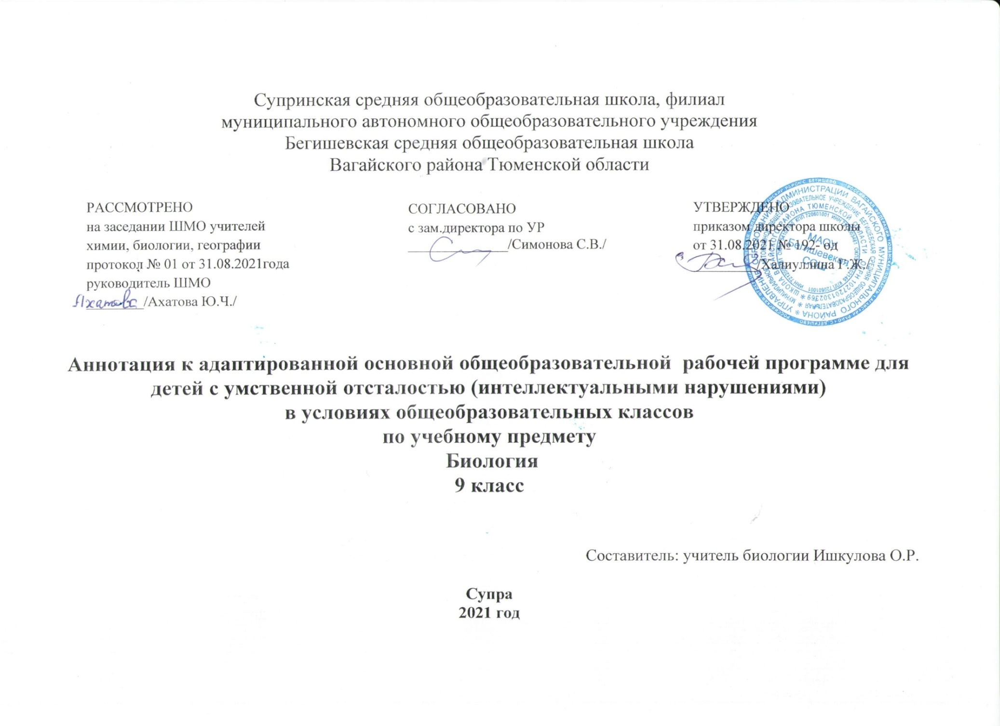 Супринская средняя общеобразовательная школа, филиал
муниципального автономного общеобразовательного учреждения
Бегишевская средняя общеобразовательная школа
Вагайского района Тюменской области
РАССМОТРЕНО
на заседании ШМО учителей
химии, биологии, географии
протокол № 01 от 31.08.2021года
руководитель ШМО
Ахатова /Ахатова Ю.Ч./
СОГЛАСОВАНО
с зам.директора по УР
/Симонова С.В./
УТВЕРЖДЕНО
приказом директора школы
от 31.08.2021 № 192- од
/Халиуллина Г.Ж./
МАОУ
Бегишевская
СОШ
Аннотация к адаптированной основной общеобразовательной рабочей программе для
детей с умственной отсталостью (интеллектуальными нарушениями)
в условиях общеобразовательных классов
по учебному предмету
Биология
9 класс
Составитель: учитель биологии Ишкулова О.Р.
Супра
2021 год